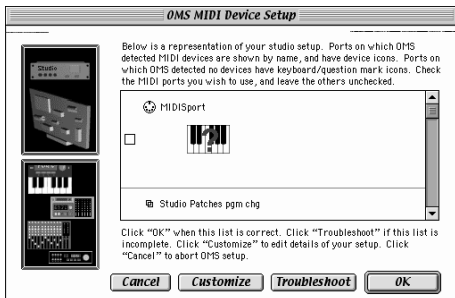 OMS MIDI Device Setup
Below is a representation of your studio setup. Ports on which OMS
detected MIDI devices are shown by name, and have device icons. Ports on
which OMS detected no devices have keyboard/question mark icons. Check
the MIDI ports you wish to use, and leave the others unchecked.
Studio
MIDISport
?
Studio Patches pgm chg
Click “OK” when this list is correct. Click “Troubleshoot” if this list is
incomplete. Click “Customize” to edit details of your setup. Click
“Cancel” to abort OMS setup.
Cancel Customize Troubleshoot OK